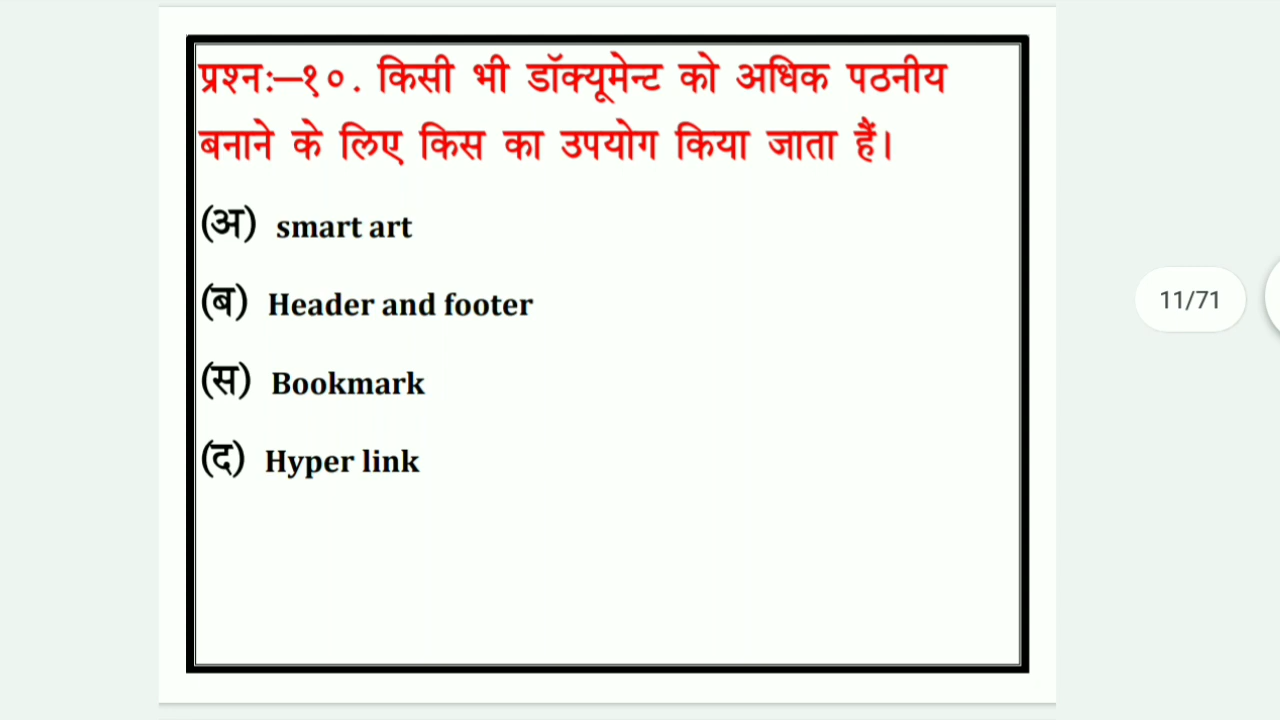 प्रश्नः–१०. किसी भी डॉक्यूमेन्ट को अधिक पठनीय
बनाने के लिए किस का उपयोग किया जाता हैं।
(अ) smart art
(ब) Header and footer
(स) Bookmark
(द) Hyper link
11/71